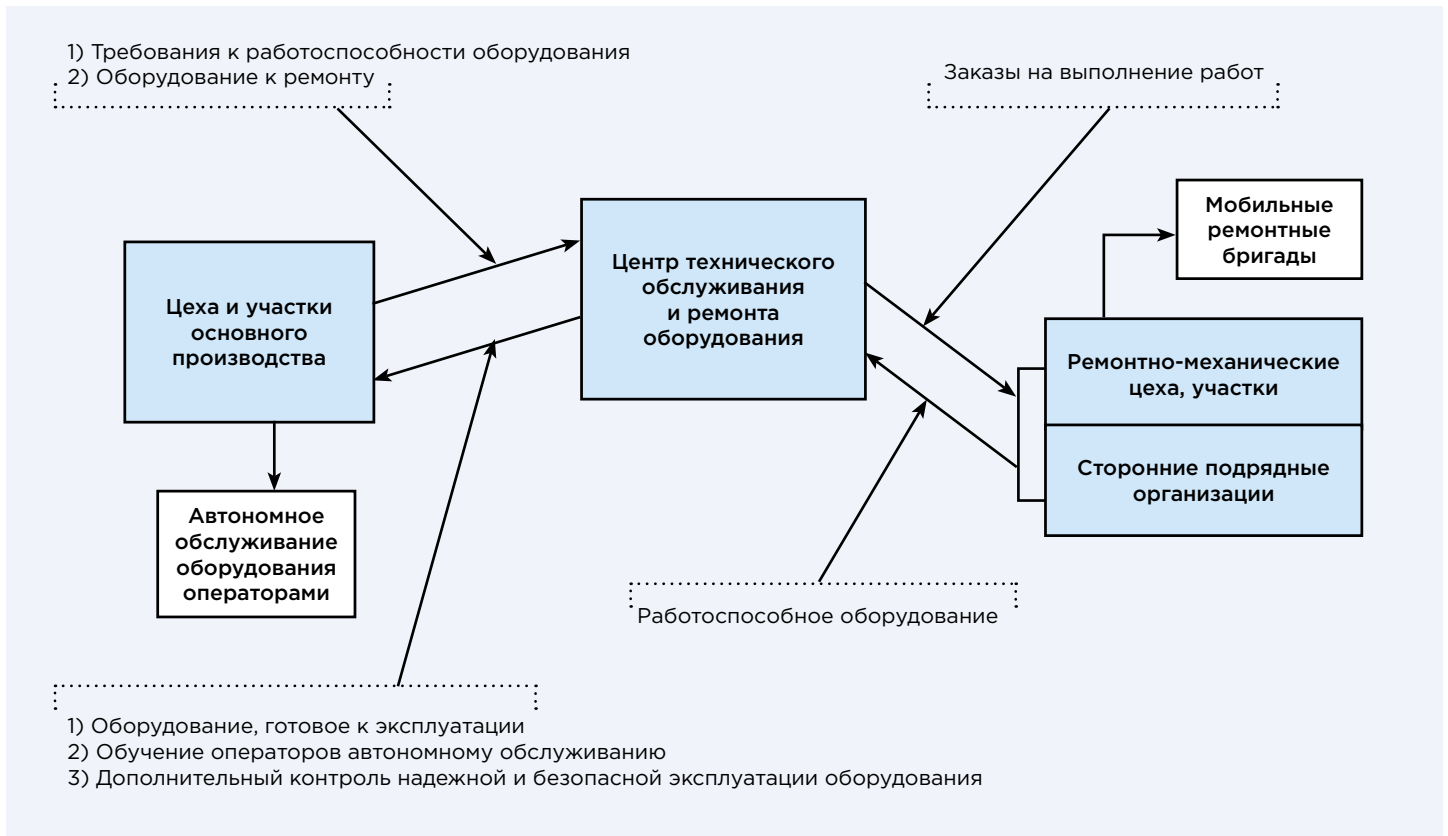 1) Требования к работоспособности оборудования
2) Оборудование к ремонту
Заказы на выполнение работ
Мобильные
ремонтные
бригады
Цеха и участки
основного
производства
Центр технического
обслуживания
и ремонта
оборудования
Ремонтно-механические
цеха, участки
Сторонние подрядные
организации
Автономное
обслуживание
оборудования
операторами
Работоспособное оборудование
1) Оборудование, готовое к эксплуатации
2) Обучение операторов автономному обслуживанию
3) Дополнительный контроль надежной и безопасной эксплуатации оборудования